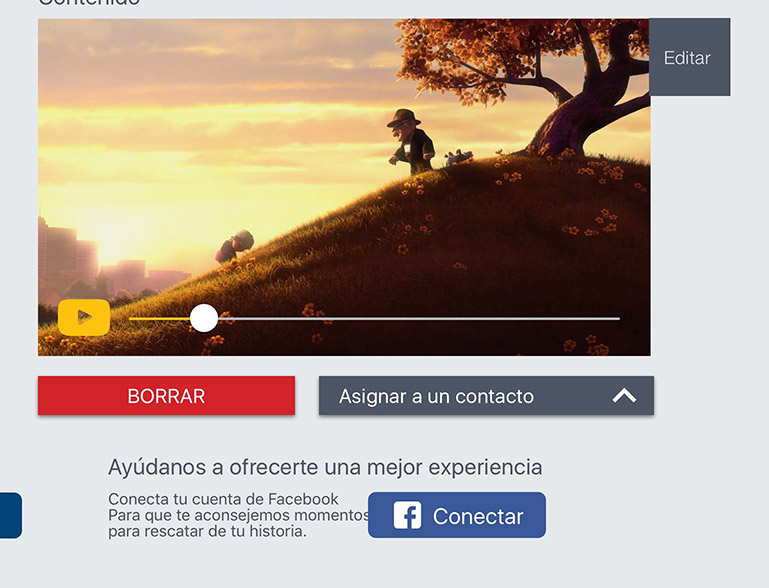 Contenido
Editar
BORRAR
Asignar a un contacto
Ayúdanos a ofrecerte una mejor experiencia
Conecta tu cuenta de Facebook
Para que te aconsejemos momentos
para rescatar de tu historia.
Conectar